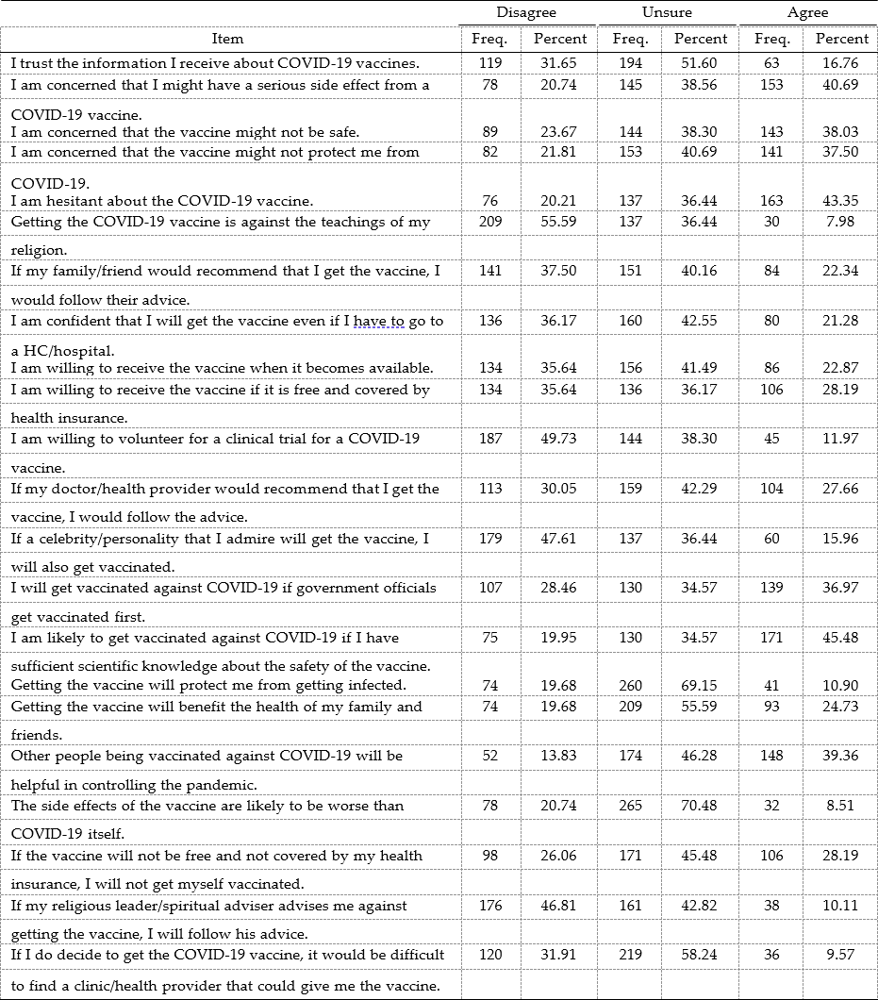 Disagree Unsure Agree
Item Freq. Percent Freq. Percent Freq. Percent
I trust the information I receive about COVID-19 vaccines. 119 31.65 194 51.60 63 16.76
I am concerned that I might have a serious side effect from a 78 20.74 145 38.56 153 40.69
COVID-19 vaccine.
I am concerned that the vaccine might not be safe. 89 23.67 144 38.30 143 38.03
I am concerned that the vaccine might not protect me from 82 21.81 153 40.69 141 37.50
COVID-19.
I am hesitant about the COVID-19 vaccine. 76 20.21 137 36.44 163 43.35
Getting the COVID-19 vaccine is against the teachings of my 209 55.59 137 36.44 30 7.98
religion.
If my family/friend would recommend that I get the vaccine, I 141 37.50 151 40.16 84 22.34
would follow their advice.
I am confident that I will get the vaccine even if I have to go to 136 36.17 160 42.55 80 21.28
a HC/hospital.
I am willing to receive the vaccine when it becomes available. 134 35.64 156 41.49 86 22.87
I am willing to receive the vaccine if it is free and covered by 134 35.64 136 36.17 106 28.19
health insurance.
I am willing to volunteer for a clinical trial for a COVID-19 187 49.73 144 38.30 45 11.97
vaccine.
If my doctor/health provider would recommend that I get the 113 30.05 159 42.29 104 27.66
vaccine, I would follow the advice.
If a celebrity/personality that I admire will get the vaccine, I 179 47.61 137 36.44 60 15.96
will also get vaccinated.
I will get vaccinated against COVID-19 if government officials 107 28.46 130 34.57 139 36.97
get vaccinated first.
I am likely to get vaccinated against COVID-19 if I have 75 19.95 130 34.57 171 45.48
sufficient scientific knowledge about the safety of the vaccine.
Getting the vaccine will protect me from getting infected. 74 19.68 260 69.15 41 10.90
Getting the vaccine will benefit the health of my family and 74 19.68 209 55.59 93 24.73
friends.
Other people being vaccinated against COVID-19 will be 52 13.83 174 46.28 148 39.36
helpful in controlling the pandemic.
The side effects of the vaccine are likely to be worse than 78 20.74 265 70.48 32 8.51
COVID-19 itself.
If the vaccine will not be free and not covered by my health 98 26.06 171 45.48 106 28.19
insurance, I will not get myself vaccinated.
If my religious leader/spiritual adviser advises me against 176 46.81 161 42.82 38 10.11
getting the vaccine, I will follow his advice.
If I do decide to get the COVID-19 vaccine, it would be difficult 120 31.91 219 58.24 36 9.57
to find a clinic/health provider that could give me the vaccine.